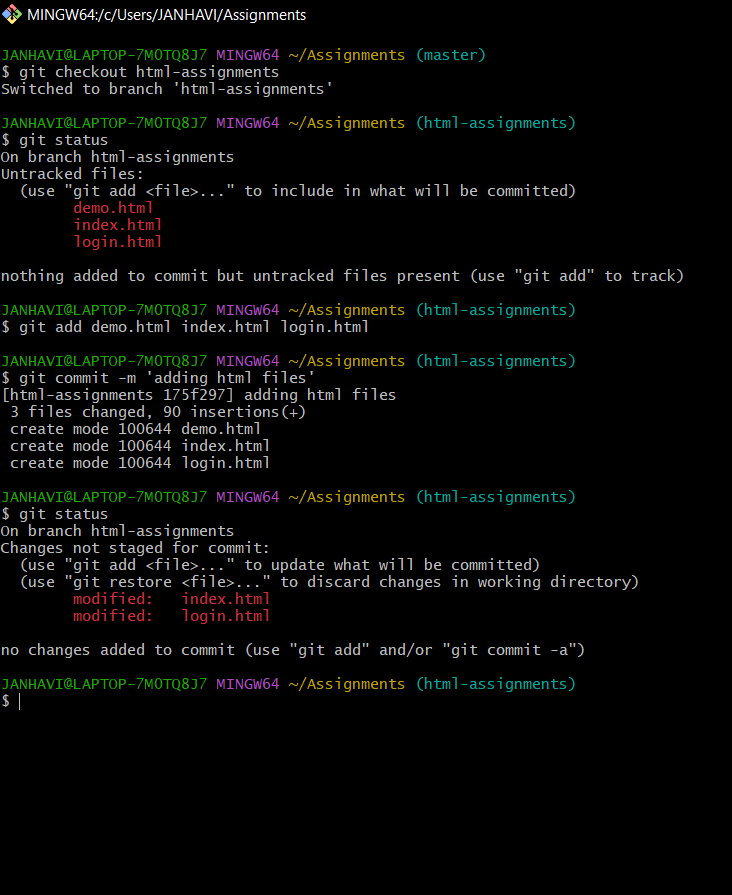 MINGW64:/c/Users/JANHAVI/Assignments
JANHAVI@LAPTOP-7M0TQ8J7 MINGW64 ~/Assignments (master)
$ git checkout html-assignments
Switched to branch 'html-assignments'
JANHAVI@LAPTOP-7M0TQ8J7 MINGW64 ~/Assignments (html-assignments)
$ git status
On branch html-assignments
Untracked files:
  (use "git add <file>..." to include in what will be committed)
        demo.html
        index.html
        login.html
nothing added to commit but untracked files present (use "git add" to track)
JANHAVI@LAPTOP-7M0TQ8J7 MINGW64 ~/Assignments (html-assignments)
$ git add demo.html index.html login.html
JANHAVI@LAPTOP-7M0TQ8J7 MINGW64 ~/Assignments (html-assignments)
$ git commit -m 'adding html files'
[html-assignments 175f297] adding html files
 3 files changed, 90 insertions(+)
 create mode 100644 demo.html
 create mode 100644 index.html
 create mode 100644 login.html
JANHAVI@LAPTOP-7M0TQ8J7 MINGW64 ~/Assignments (html-assignments)
$ git status
On branch html-assignments
Changes not staged for commit:
  (use "git add <file>..." to update what will be committed)
  (use "git restore <file>..." to discard changes in working directory)
        modified:   index.html
        modified:   login.html
no changes added to commit (use "git add" and/or "git commit -a")
JANHAVI@LAPTOP-7M0TQ8J7 MINGW64 ~/Assignments (html-assignments)
$